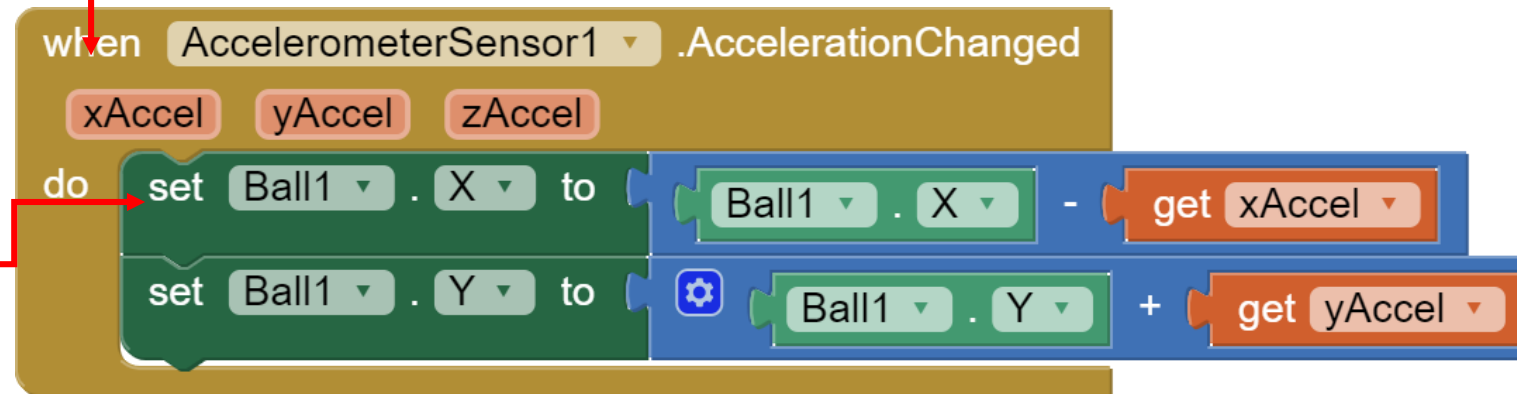 when AccelerometerSensor1 .AccelerationChanged
xAccel yAccel zAccel
do set Ball1 . X to Ball1 . X - get xAccel
set Ball1 . Y to Ball1 . Y + get yAccel